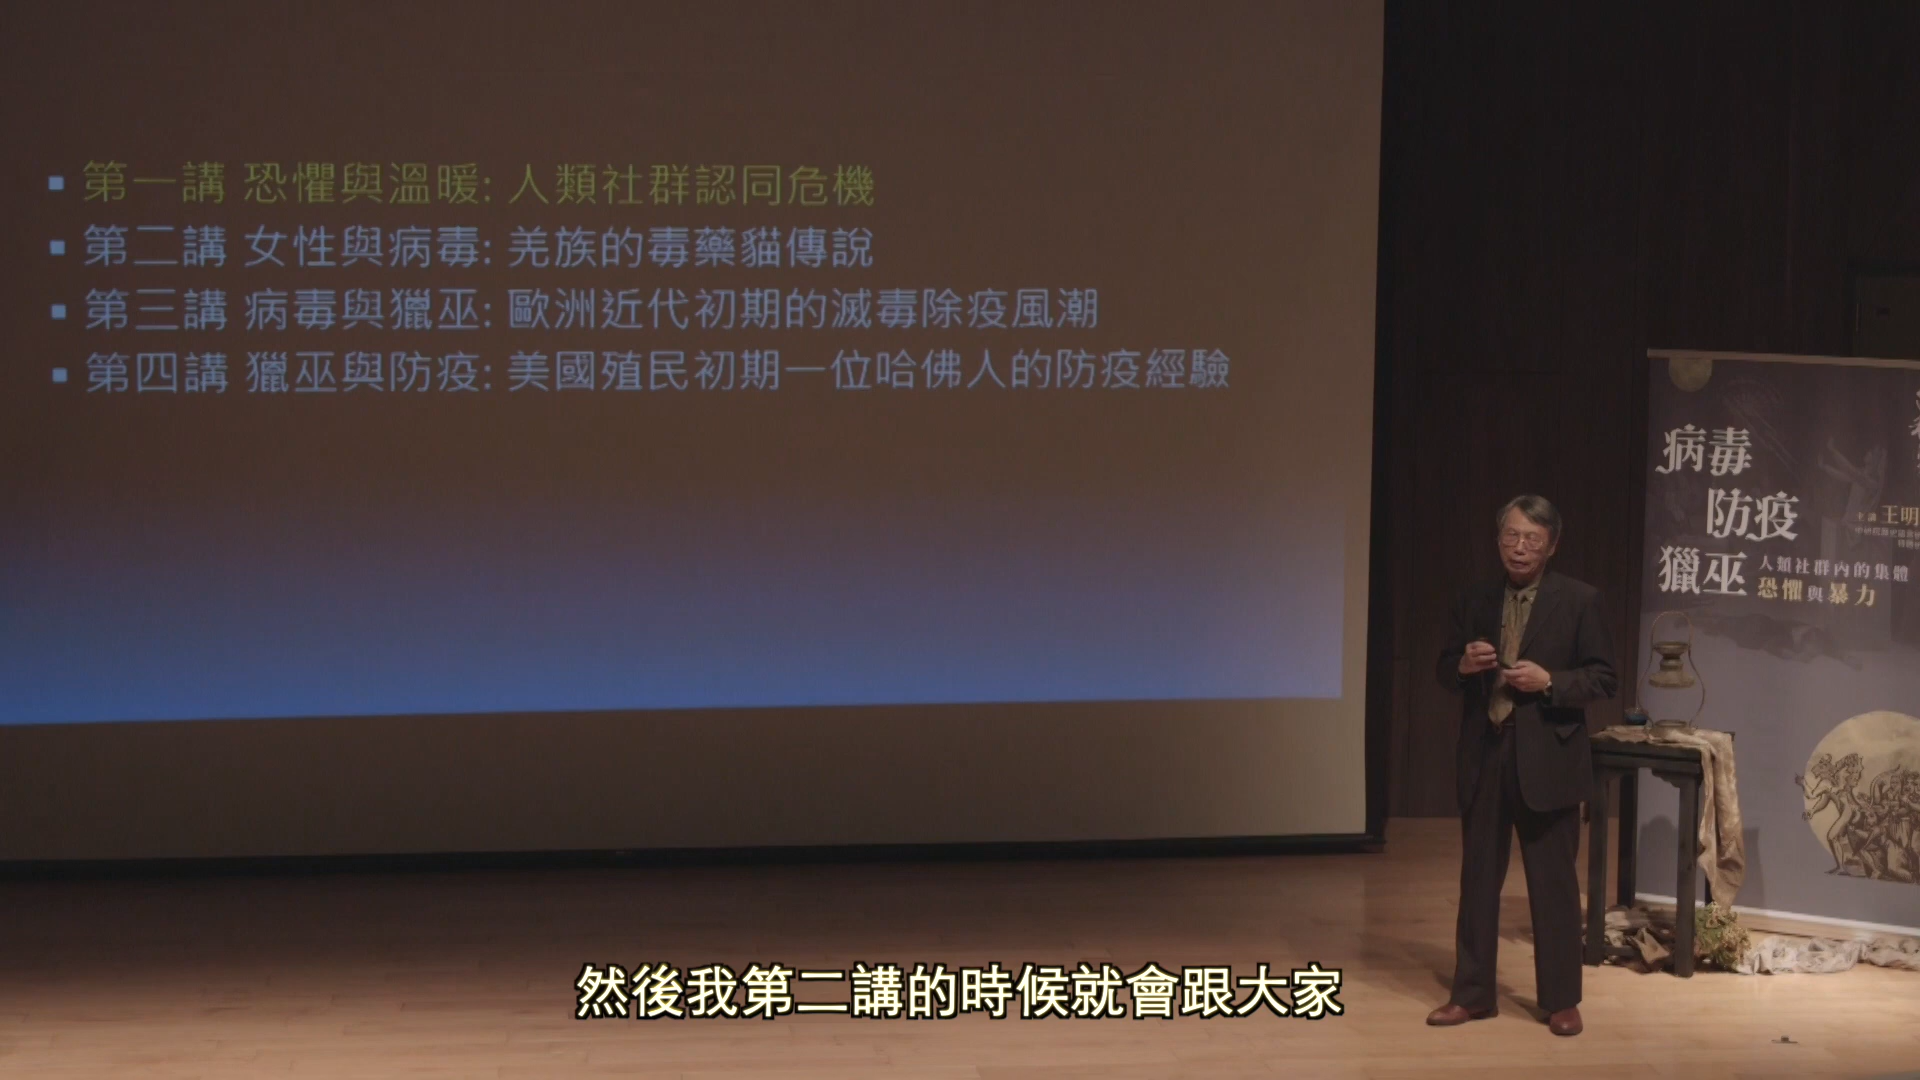 ▪ 第一講 恐懼與溫暖: 人類社群認同危機
▪ 第二講 女性與病毒: 羌族的毒藥貓傳說
▪ 第三講 病毒與獵巫: 歐洲近代初期的滅毒除疫風潮
▪ 第四講 獵巫與防疫: 美國殖民初期一位哈佛人的防疫經驗
病毒
防疫
主講 王明
獵巫
人類社群內的集體
恐懼與暴力
然後我第二講的時候就會跟大家